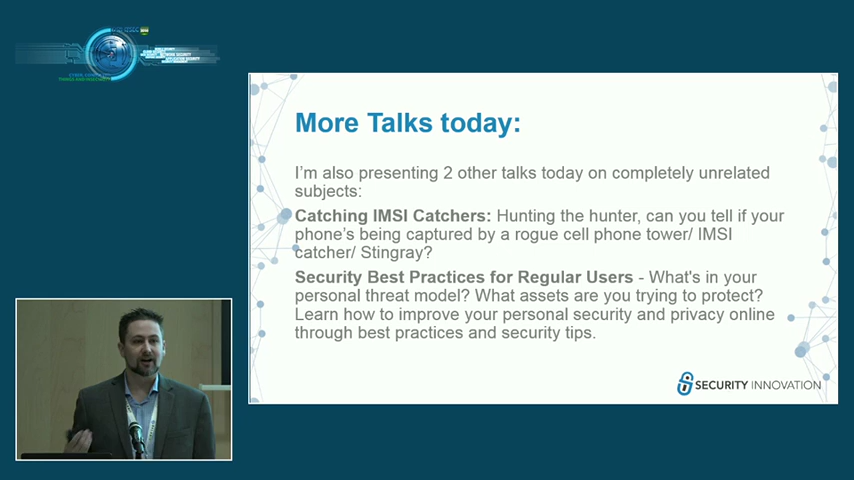 More Talks today:
I'm also presenting 2 other talks today on completely unrelated
subjects:
Catching IMSI Catchers: Hunting the hunter, can you tell if your
phone's being captured by a rogue cell phone tower/ IMSI
catcher/ Stingray?
Security Best Practices for Regular Users - What's in your
personal threat model? What assets are you trying to protect?
Learn how to improve your personal security and privacy online
through best practices and security tips.
SECURITY INNOVATION